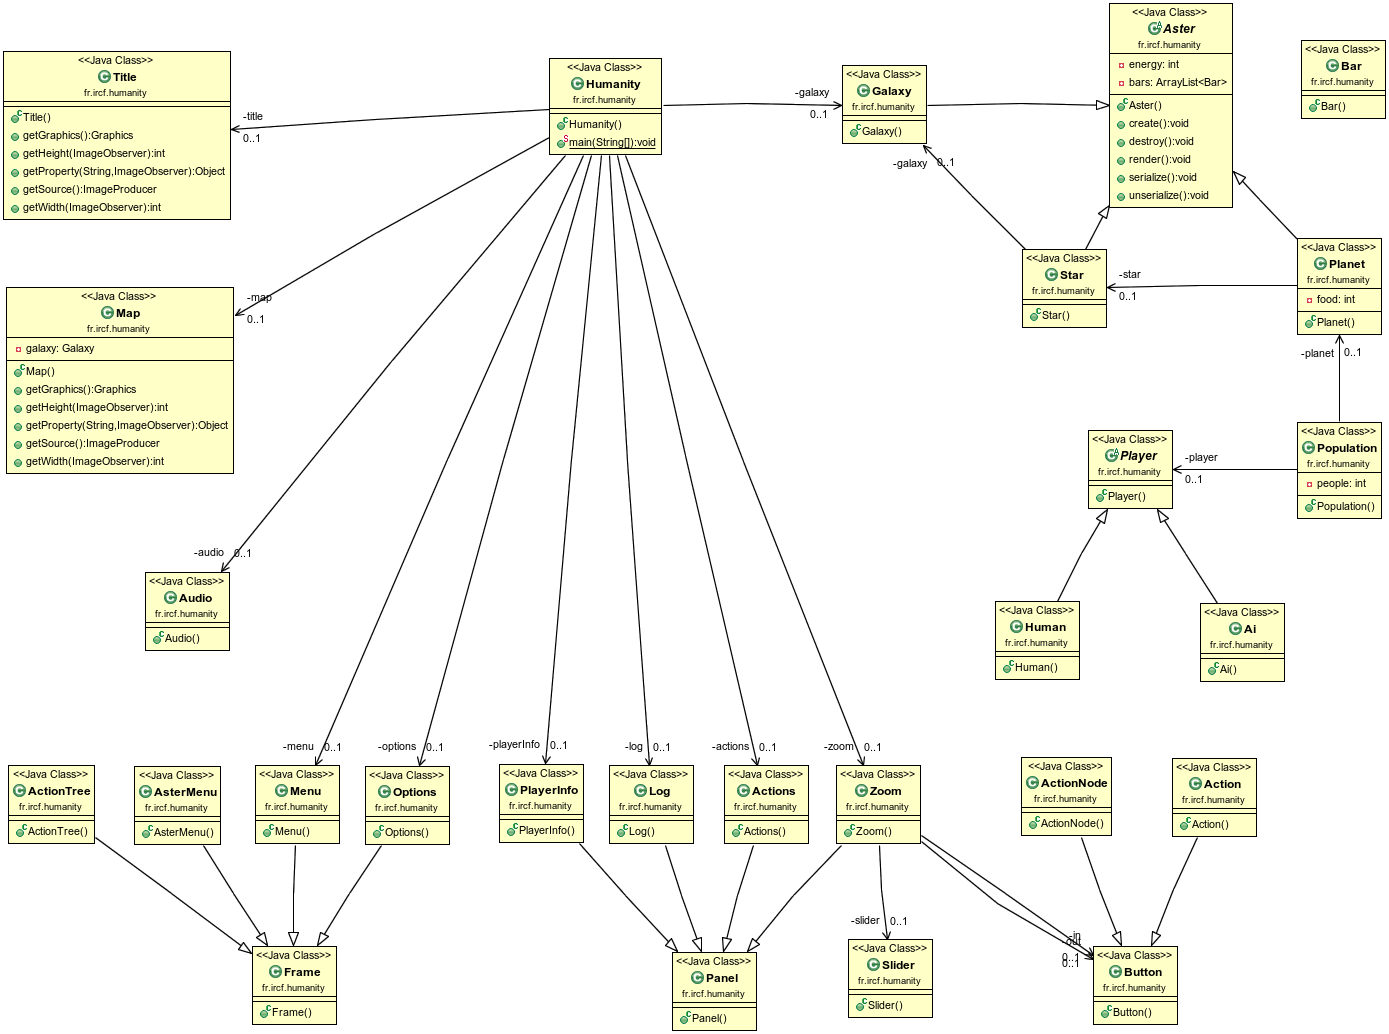 <<Java Class>>
Title
fr.ircf.humanity
Title()
getGraphics():Graphics
getHeight(ImageObserver):int
getProperty(String,ImageObserver):Object
getSource():ImageProducer
getWidth(ImageObserver):int
-title
0..1
<<Java Class>>
Humanity
fr.ircf.humanity
Humanity()
main(String[]):void
-galaxy
0..1
<<Java Class>>
Galaxy
fr.ircf.humanity
Galaxy()
<<Java Class>>
Aster
fr.ircf.humanity
energy: int
bars: ArrayList<Bar>
Aster()
create():void
destroy():void
render():void
serialize():void
unserialize():void
<<Java Class>>
Bar
fr.ircf.humanity
Bar()
-galaxy
0..1
<<Java Class>>
Star
fr.ircf.humanity
Star()
-star
0..1
<<Java Class>>
Planet
fr.ircf.humanity
food: int
Planet()
-planet
0..1
<<Java Class>>
Map
fr.ircf.humanity
galaxy: Galaxy
Map()
getGraphics():Graphics
getHeight(ImageObserver):int
getProperty(String,ImageObserver):Object
getSource():ImageProducer
getWidth(ImageObserver):int
-map
0..1
<<Java Class>>
Player
fr.ircf.humanity
Player()
-player
0..1
<<Java Class>>
Population
fr.ircf.humanity
people: int
Population()
-audio
0..1
<<Java Class>>
Audio
fr.ircf.humanity
Audio()
<<Java Class>>
Human
fr.ircf.humanity
Human()
<<Java Class>>
Ai
fr.ircf.humanity
Ai()
-menu
0..1
-options
0..1
-playerInfo
0..1
-log
0..1
-actions
0..1
-zoom
0..1
<<Java Class>>
ActionTree
fr.ircf.humanity
ActionTree()
<<Java Class>>
AsterMenu
fr.ircf.humanity
AsterMenu()
<<Java Class>>
Menu
fr.ircf.humanity
Menu()
<<Java Class>>
Options
fr.ircf.humanity
Options()
<<Java Class>>
PlayerInfo
fr.ircf.humanity
PlayerInfo()
<<Java Class>>
Log
fr.ircf.humanity
Log()
<<Java Class>>
Actions
fr.ircf.humanity
Actions()
<<Java Class>>
Zoom
fr.ircf.humanity
Zoom()
<<Java Class>>
ActionNode
fr.ircf.humanity
ActionNode()
<<Java Class>>
Action
fr.ircf.humanity
Action()
-slider
0..1
-in
-out
0..1
0..1
<<Java Class>>
Frame
fr.ircf.humanity
Frame()
<<Java Class>>
Panel
fr.ircf.humanity
Panel()
<<Java Class>>
Slider
fr.ircf.humanity
Slider()
<<Java Class>>
Button
fr.ircf.humanity
Button()